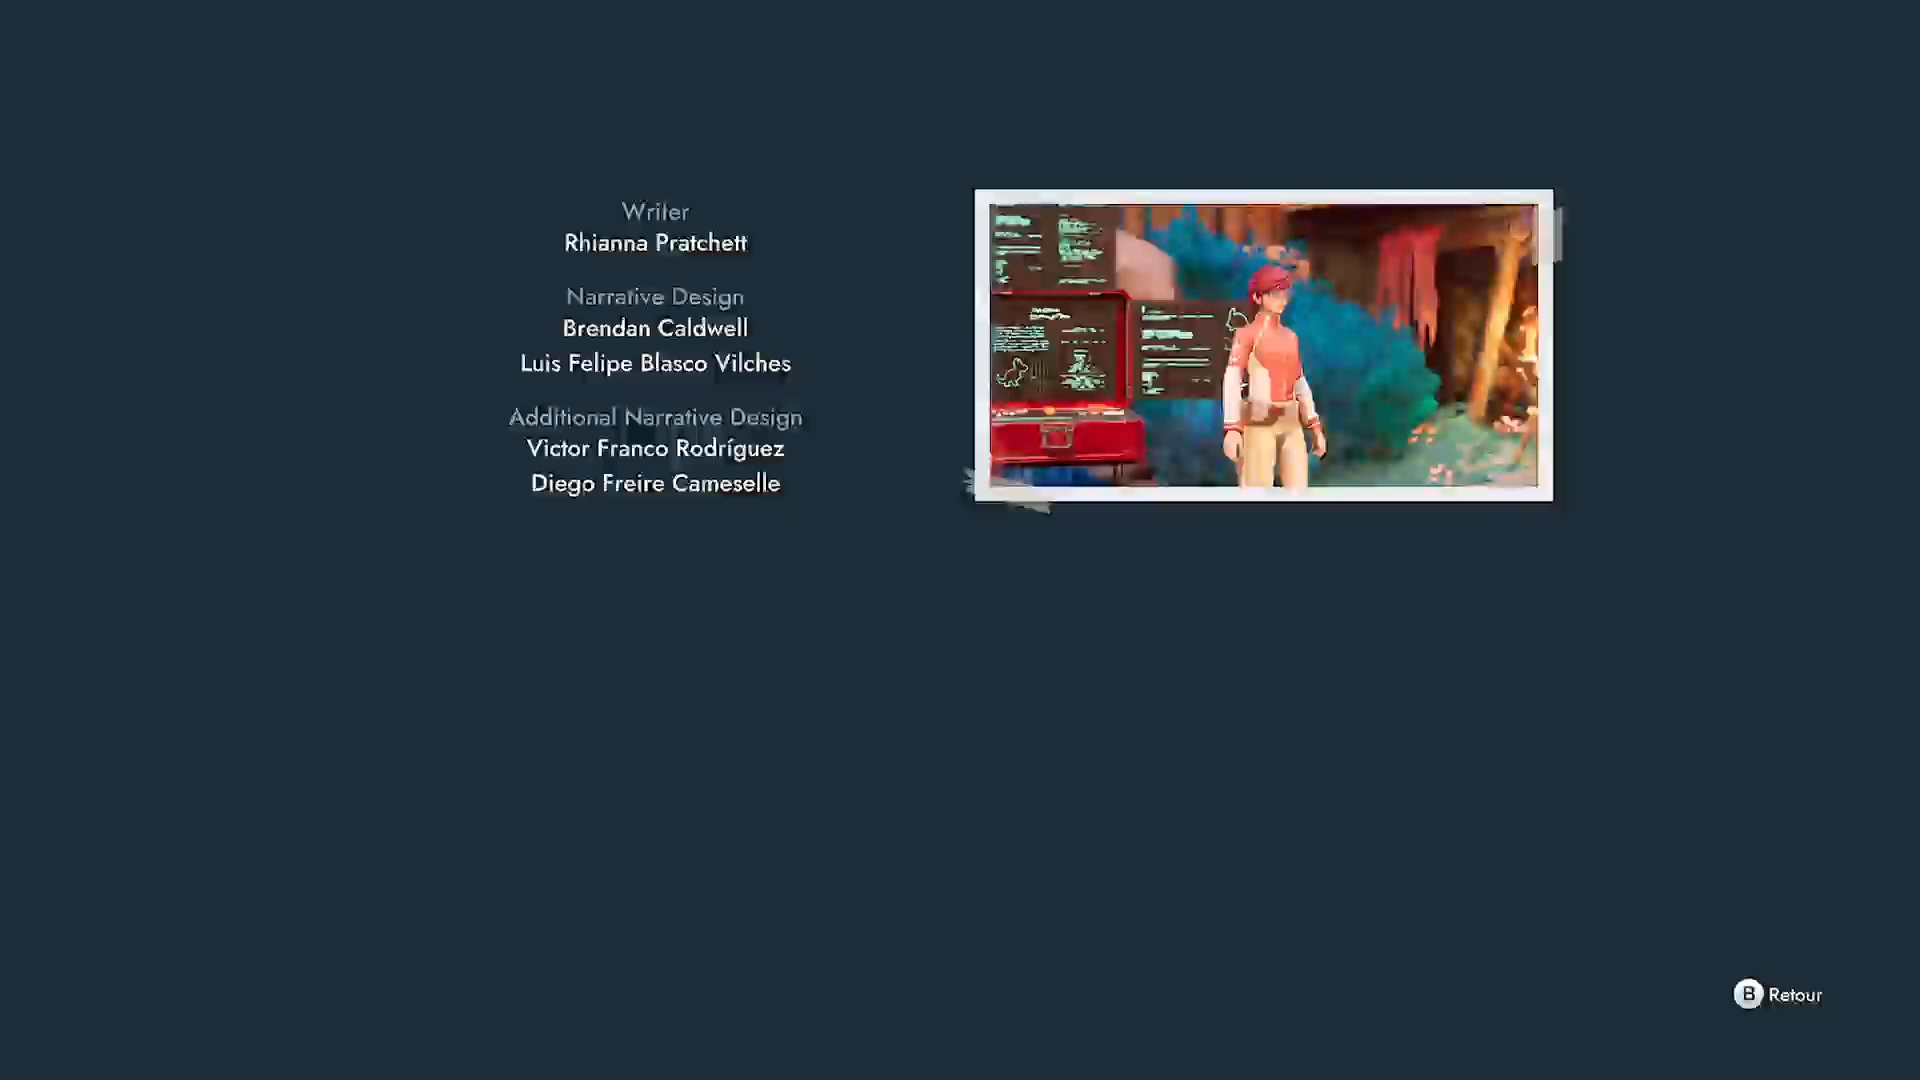 Writer
Rhianna Pratchett
Narrative Design
Brendan Caldwell
Luis Felipe Blasco Vilches
Additional Narrative Design
Victor Franco Rodríguez
Diego Freire Cameselle
B Retour